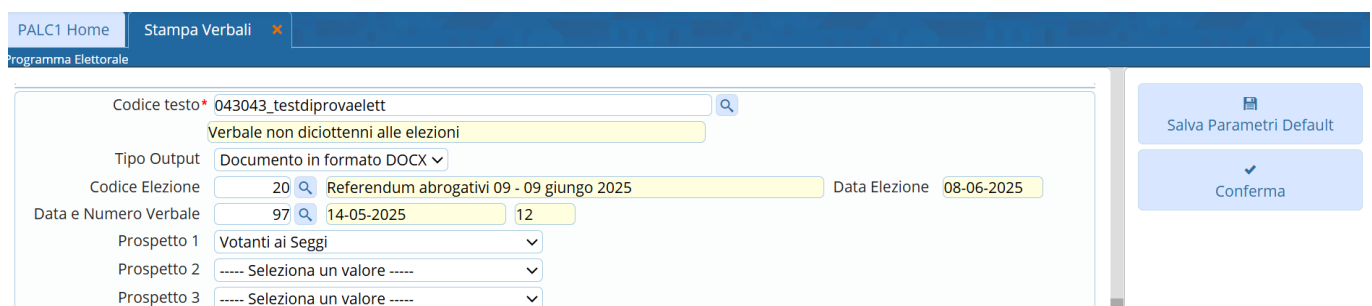 PALC1 Home Stampa Verbali ×
Programma Elettorale
Codice testo* 043043_testdiprovaelett
Verbale non diciottenni alle elezioni
Tipo Output Documento in formato DOCX
Codice Elezione 20 Referendum abrogativi 09 - 09 giungo 2025 Data Elezione 08-06-2025
Data e Numero Verbale 97 14-05-2025 12
Prospetto 1 Votanti ai Seggi
Prospetto 2 ----- Seleziona un valore -----
Prospetto 3 ----- Seleziona un valore -----
Salva Parametri Default
Conferma